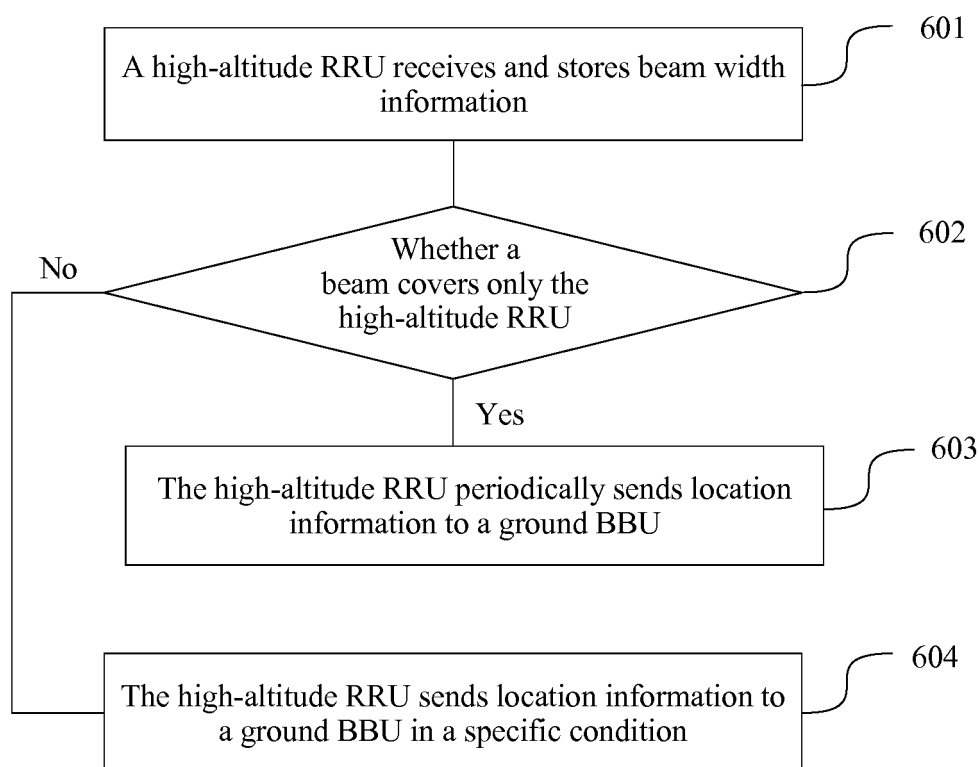 601
A high-altitude RRU receives and stores beam width
information
602
Whether a
beam covers only the
high-altitude RRU
No
Yes
603
The high-altitude RRU periodically sends location
information to a ground BBU
604
The high-altitude RRU sends location information to
a ground BBU in a specific condition